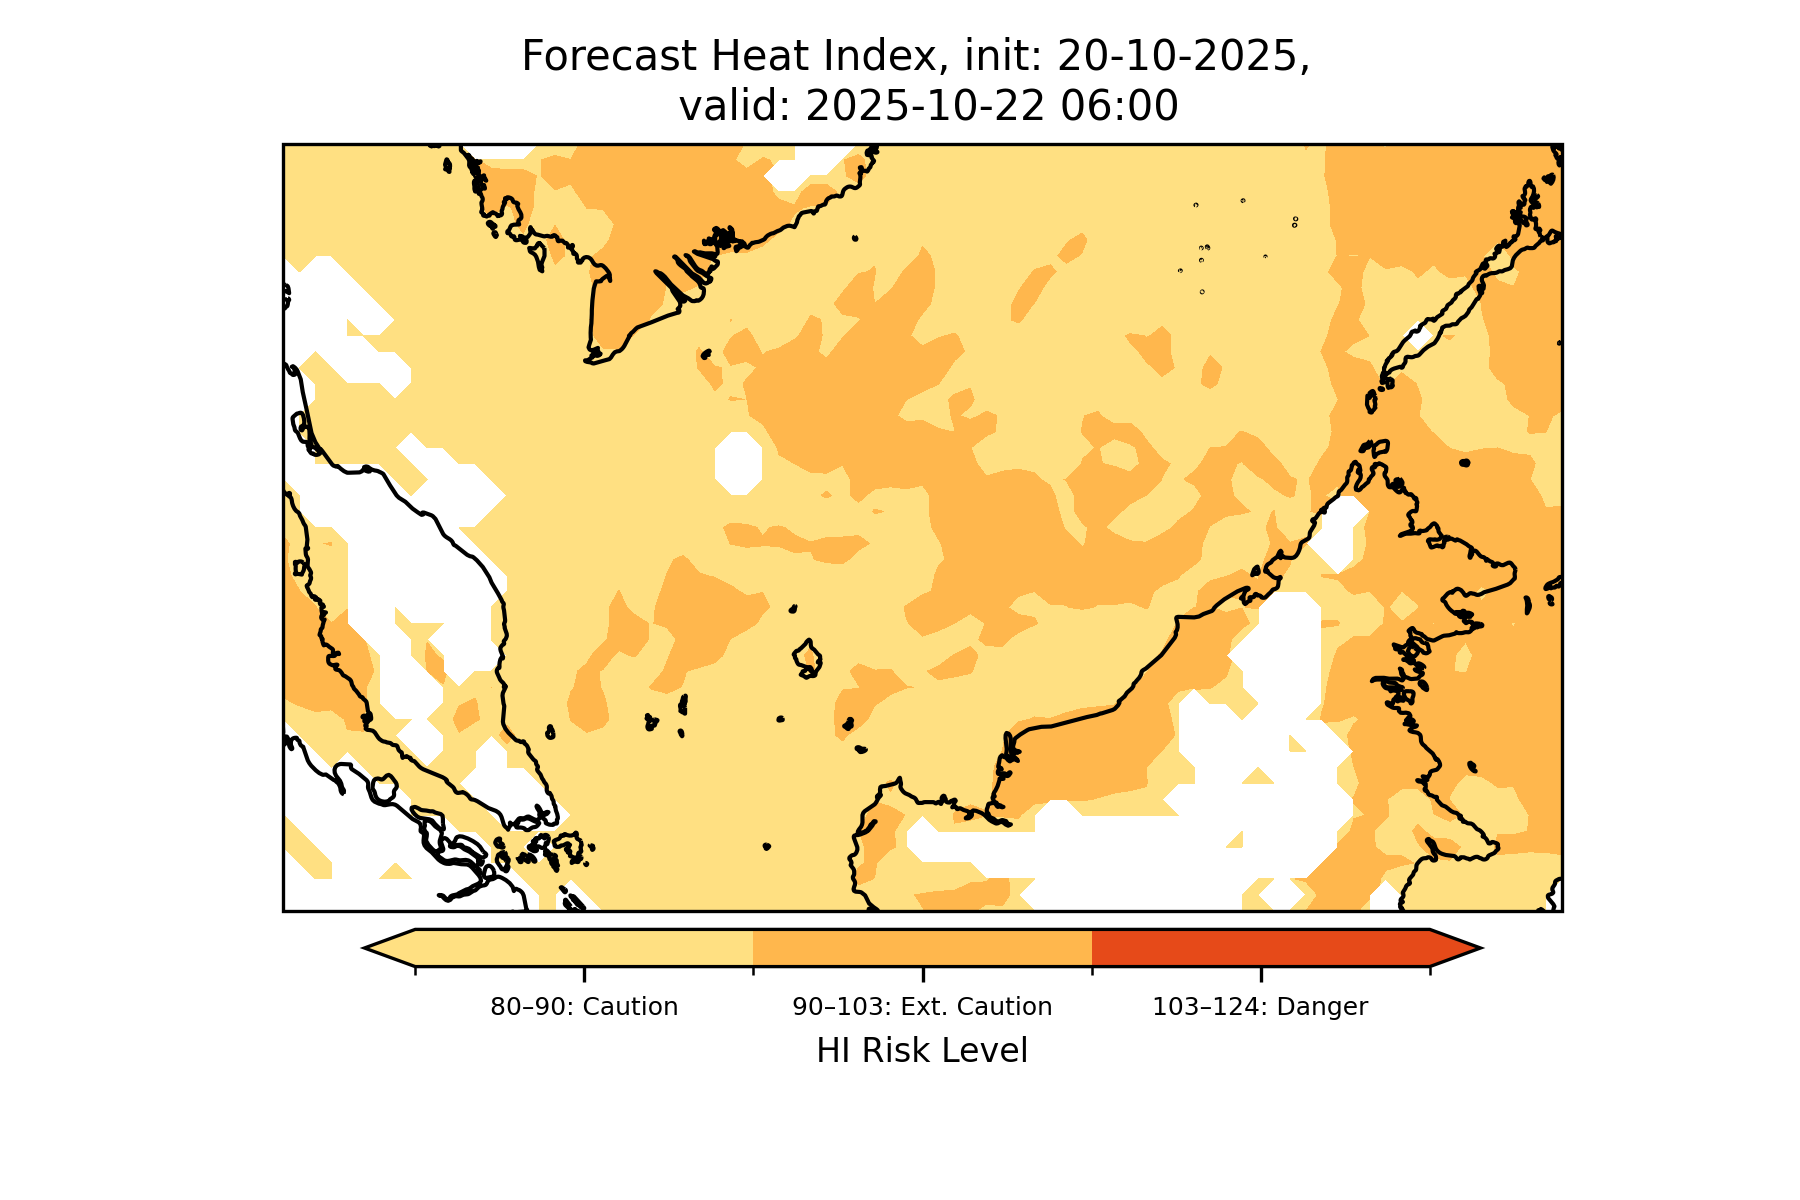 Forecast Heat Index, init: 20-10-2025,
valid: 2025-10-22 06:00
80–90: Caution
90–103: Ext. Caution
103–124: Danger
HI Risk Level